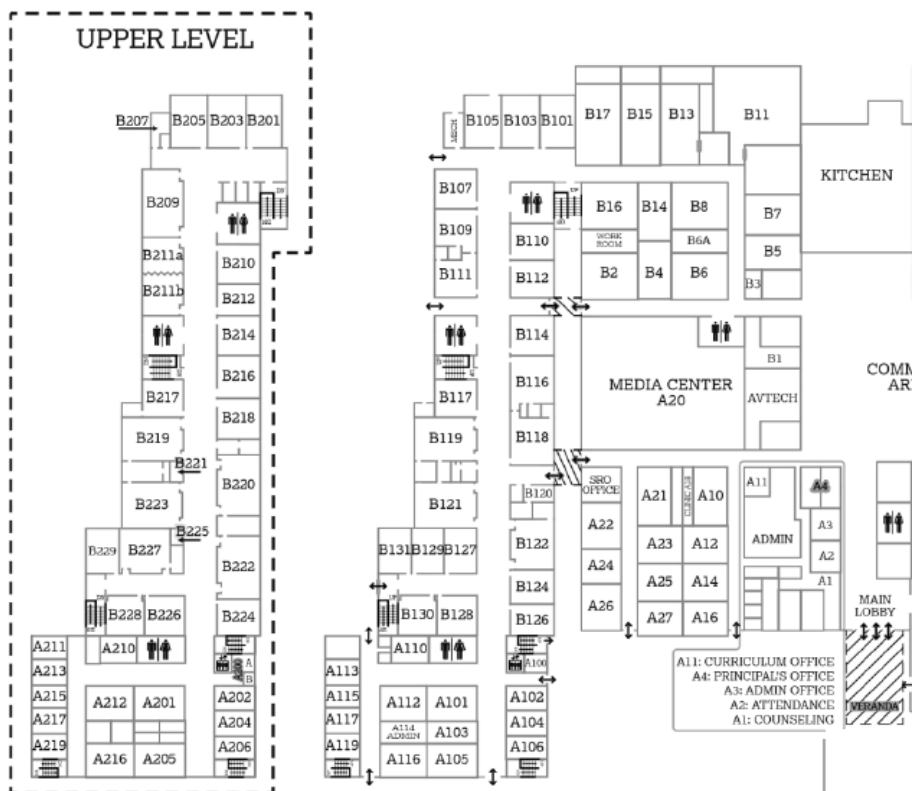 UPPER LEVEL
B207
B205 B203 B201
B209
B211a
B211b
B210
B212
B214
B216
B217
B218
B219
B221
B220
B223
B225
B229 B227
B222
B228 B226
B224
A211 A210
A200 A
B
A213
A215 A212 A201 A202
A217 A204
A219 A216 A205 A206
MECH
B105 B103 B101
B17 B15 B13 B11
KITCHEN
B107
UP
B16 B14 B8 B7
B109 B110
WORK
ROOM
B6A
B111 B112
B2 B4 B6
B5
B3
B114
B116
B117
B118
B119
MEDIA CENTER
A20
B1
AVTECH
COMM
AR
B121
B120
B122
B131 B129 B127
B124
B130 B128
B126
SRO
OFFICE
A21 CLINIC A19 A10
A22
A23 A12
A24
A25 A14
A26
A27 A16
A11
A4
A3
ADMIN
A2
A1
MAIN
LOBBY
VERANDA
A113 A110 A100
A115 A112 A101 A102
A117 A114
ADMIN
A103 A104
A119 A116 A105 A106
A11: CURRICULUM OFFICE
A4: PRINCIPAL'S OFFICE
A3: ADMIN OFFICE
A2: ATTENDANCE
A1: COUNSELING